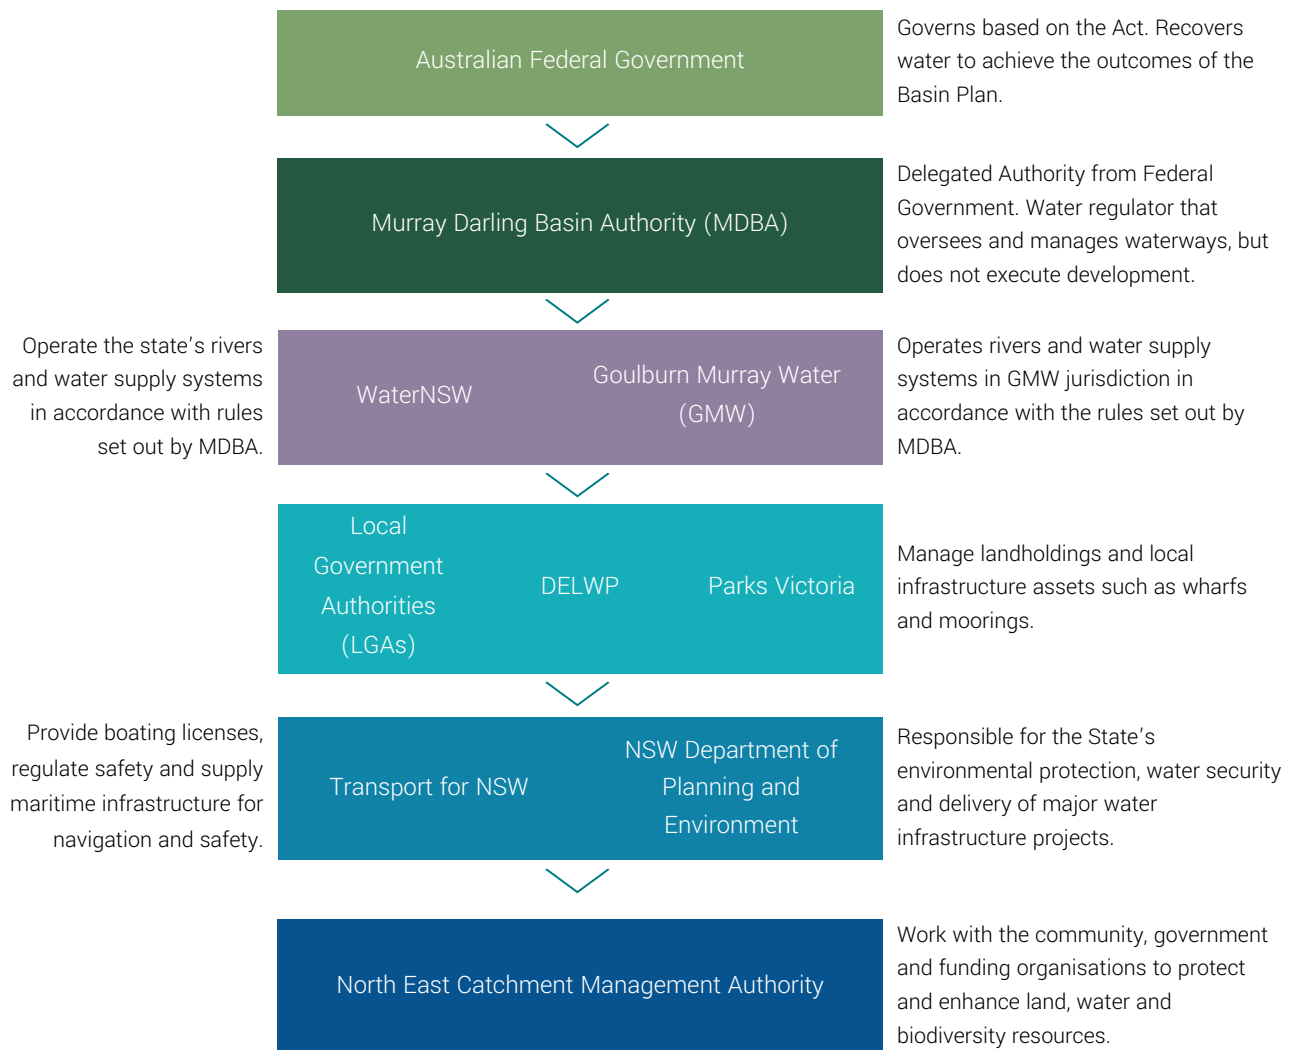 Australian Federal Government
Governs based on the Act. Recovers
water to achieve the outcomes of the
Basin Plan.
Murray Darling Basin Authority (MDBA)
Delegated Authority from Federal
Government. Water regulator that
oversees and manages waterways, but
does not execute development.
Operate the state's rivers
and water supply systems
in accordance with rules
set out by MDBA.
WaterNSW
Goulburn Murray Water
(GMW)
Operates rivers and water supply
systems in GMW jurisdiction in
accordance with the rules set out by
MDBA.
Local
Government
Authorities
(LGAs)
DELWP
Parks Victoria
Manage landholdings and local
infrastructure assets such as wharfs
and moorings.
Provide boating licenses,
regulate safety and supply
maritime infrastructure for
navigation and safety.
Transport for NSW
NSW Department of
Planning and
Environment
Responsible for the State's
environmental protection, water security
and delivery of major water
infrastructure projects.
North East Catchment Management Authority
Work with the community, government
and funding organisations to protect
and enhance land, water and
biodiversity resources.